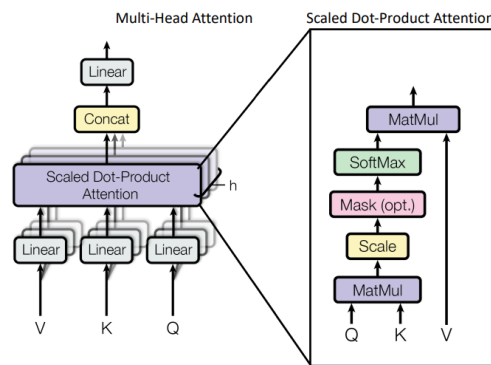 Multi-Head Attention
Linear
Concat
Scaled Dot-Product
Attention
h
Linear
Linear
Linear
V
K
Q
Scaled Dot-Product Attention
MatMul
SoftMax
Mask (opt.)
Scale
MatMul
Q
K
V